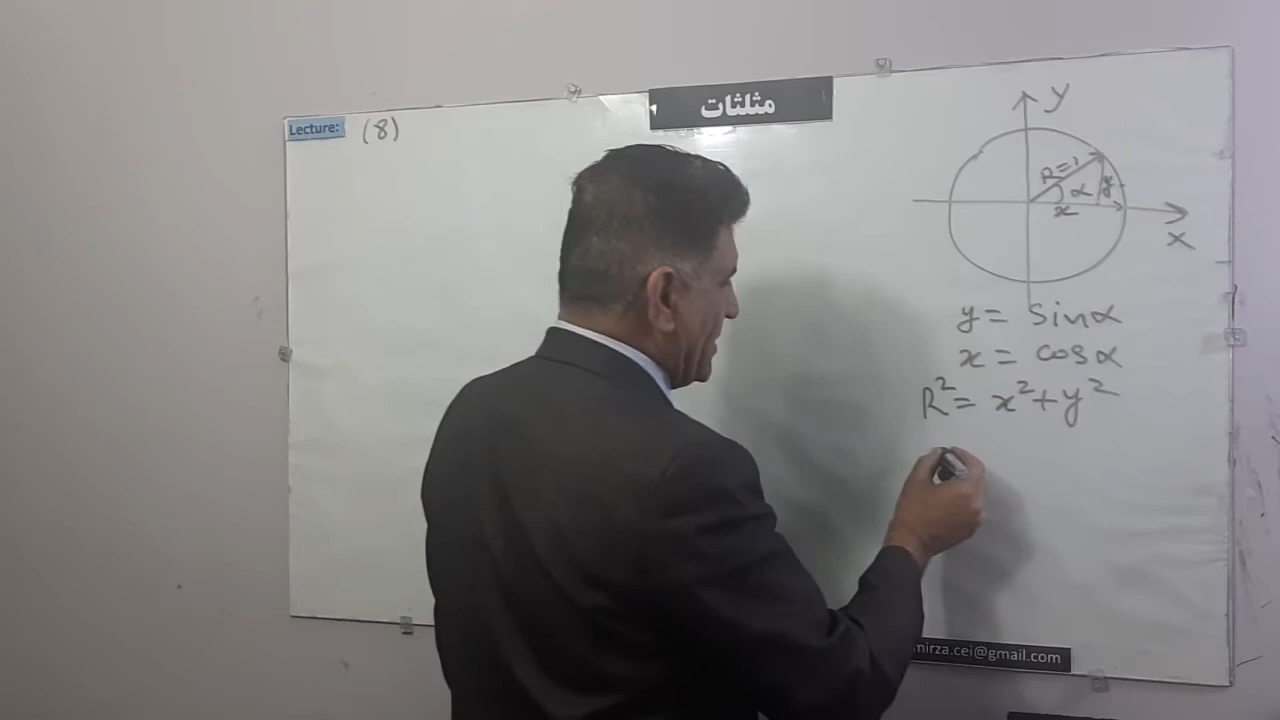 مثلثات
Lecture: (8)
y
R=1
α
y
x
x
y = sinα
x = cosα
R² = x² + y²
mirza.cei@gmail.com